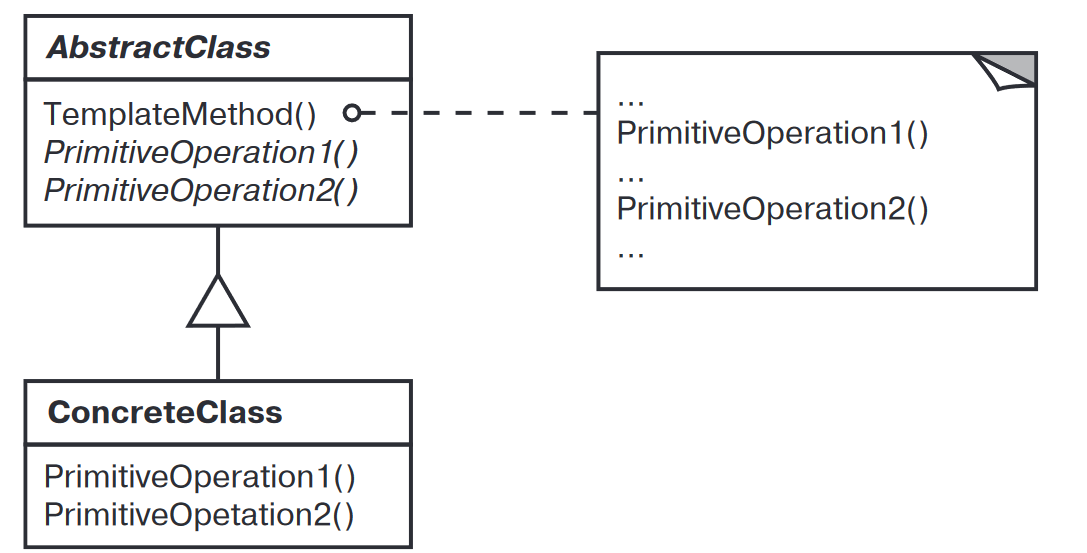 AbstractClass
TemplateMethod()
PrimitiveOperation1()
PrimitiveOperation2()
...
PrimitiveOperation1()
...
PrimitiveOperation2()
...
ConcreteClass
PrimitiveOperation1()
PrimitiveOpetation2()